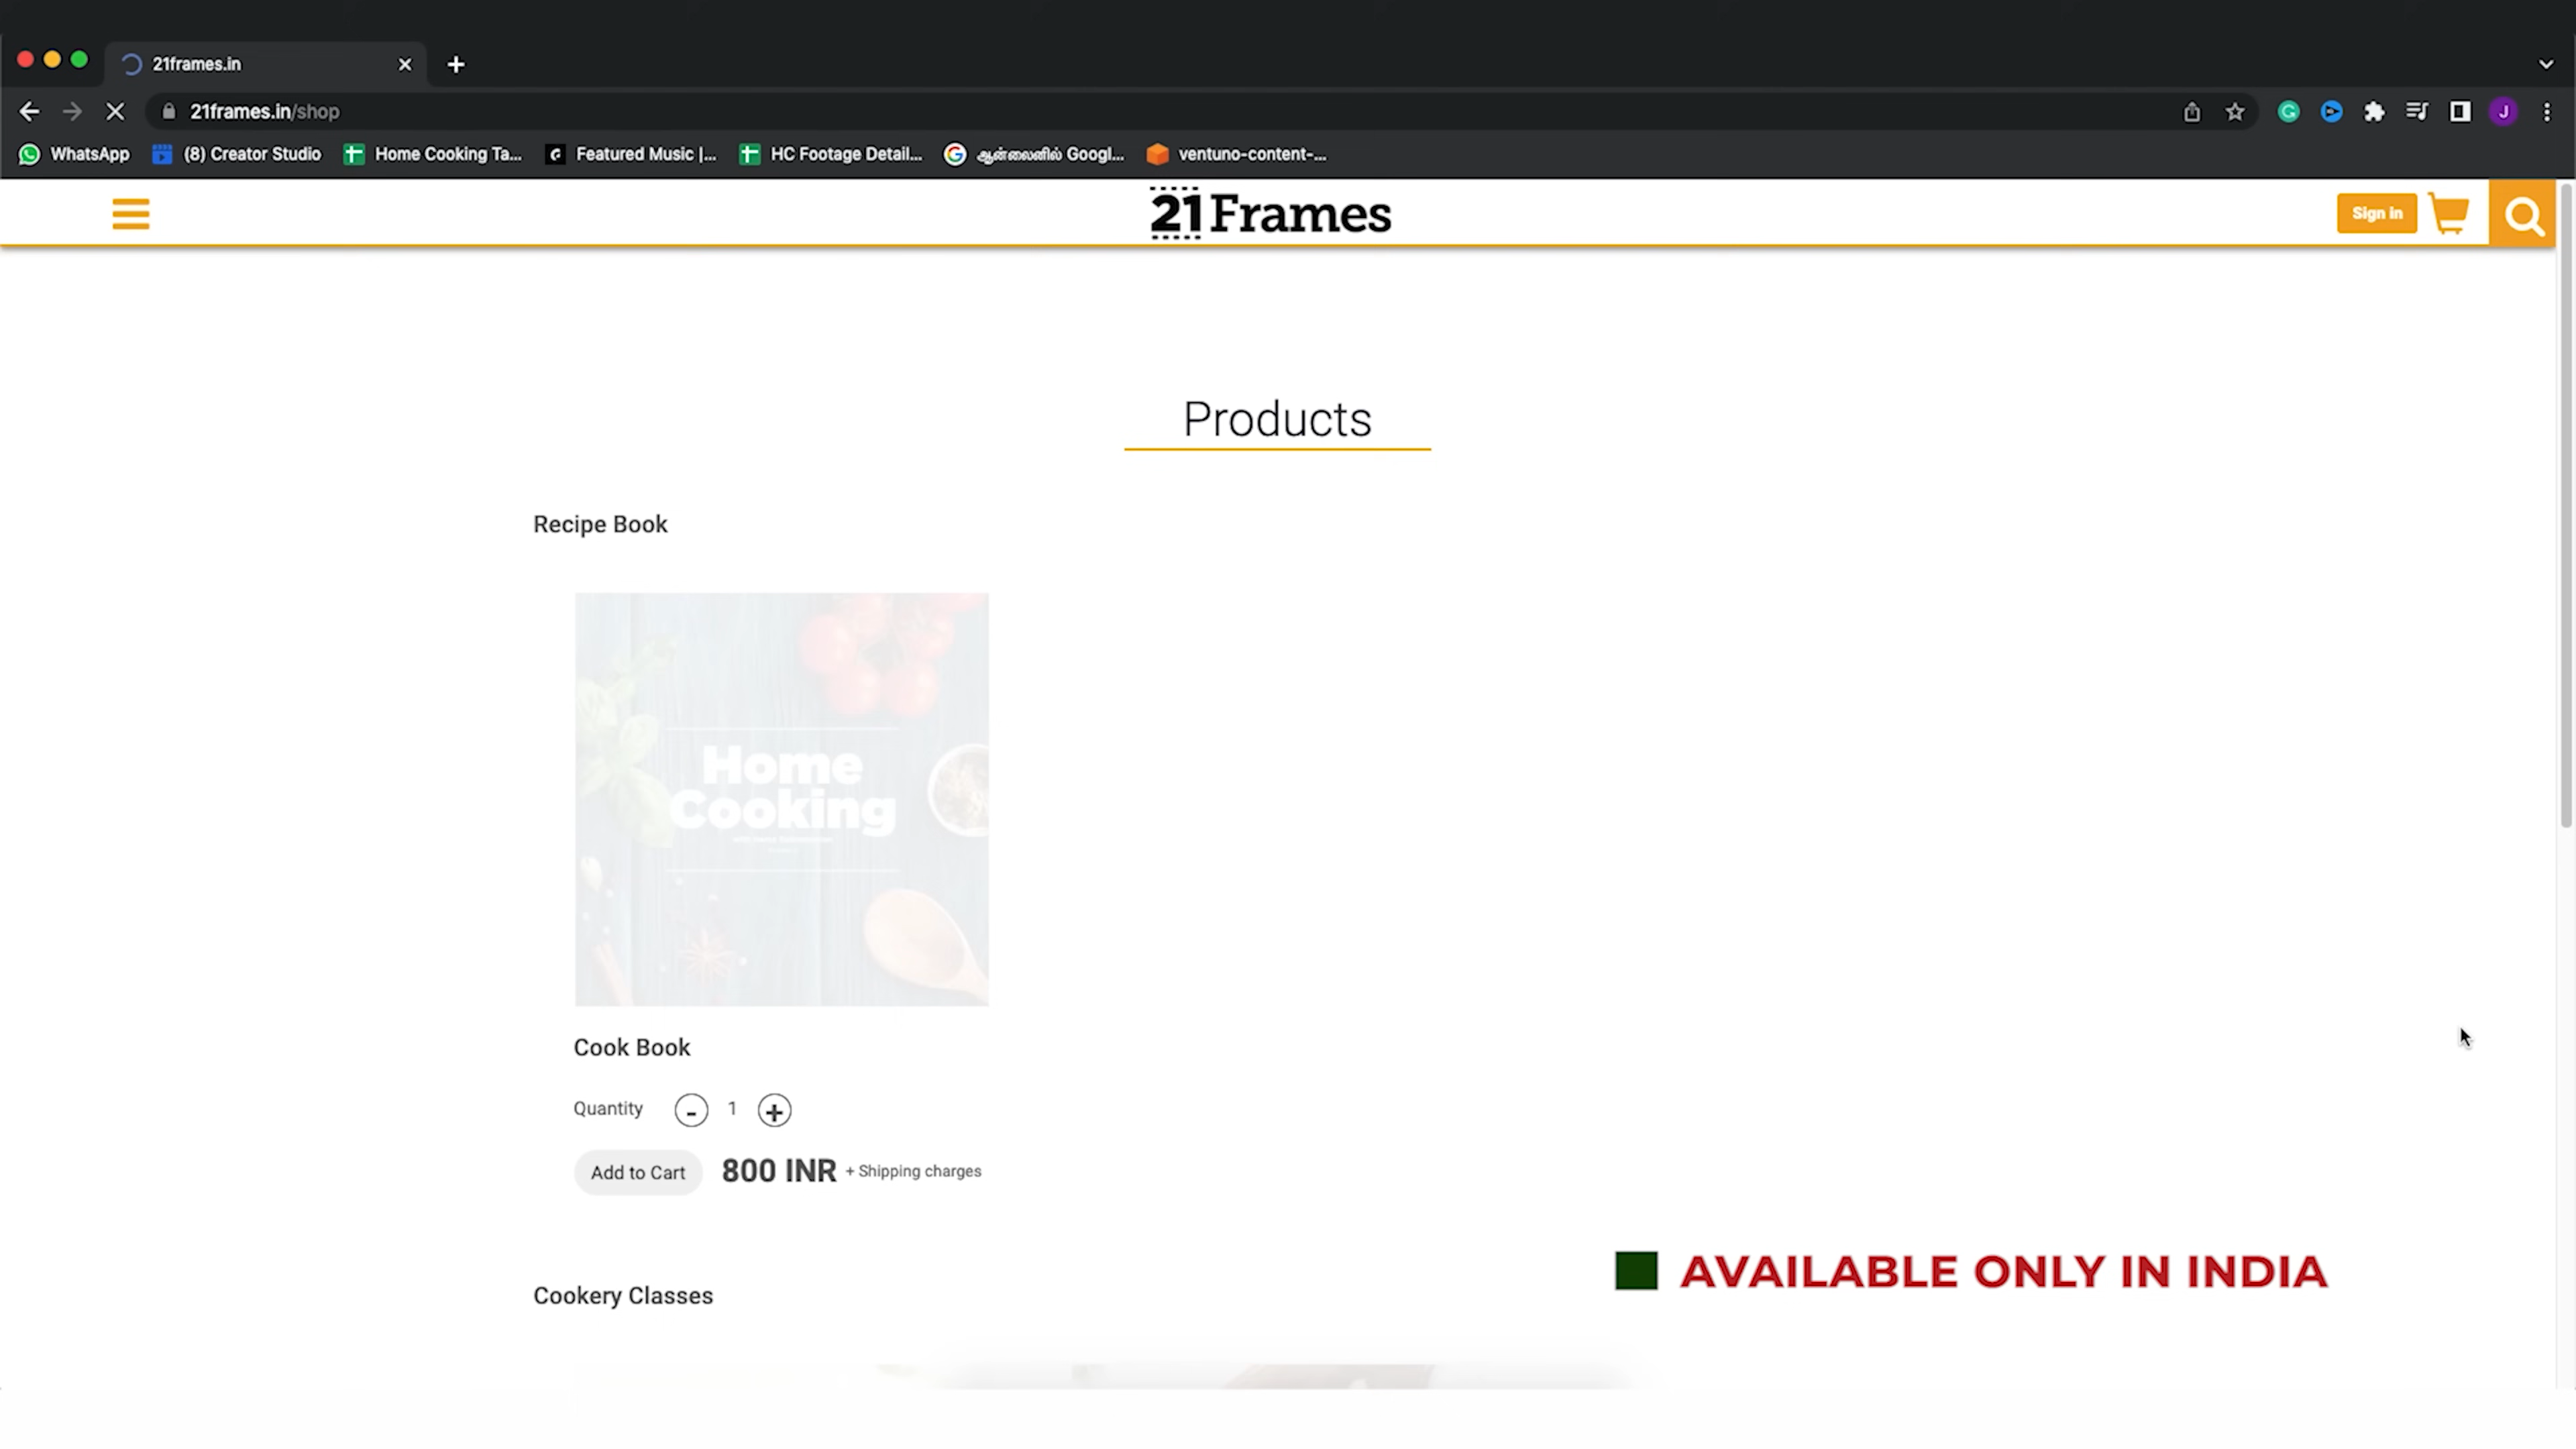 21frames.in
21frames.in/shop
WhatsApp
(8) Creator Studio
Home Cooking Ta...
Featured Music |...
HC Footage Detail...
ஆன்லைனில் Googl...
ventuno-content-...
J
21 Frames
Sign in
Products
Recipe Book
Home
Cooking
Cook Book
Quantity - 1 +
Add to Cart 800 INR + Shipping charges
AVAILABLE ONLY IN INDIA
Cookery Classes